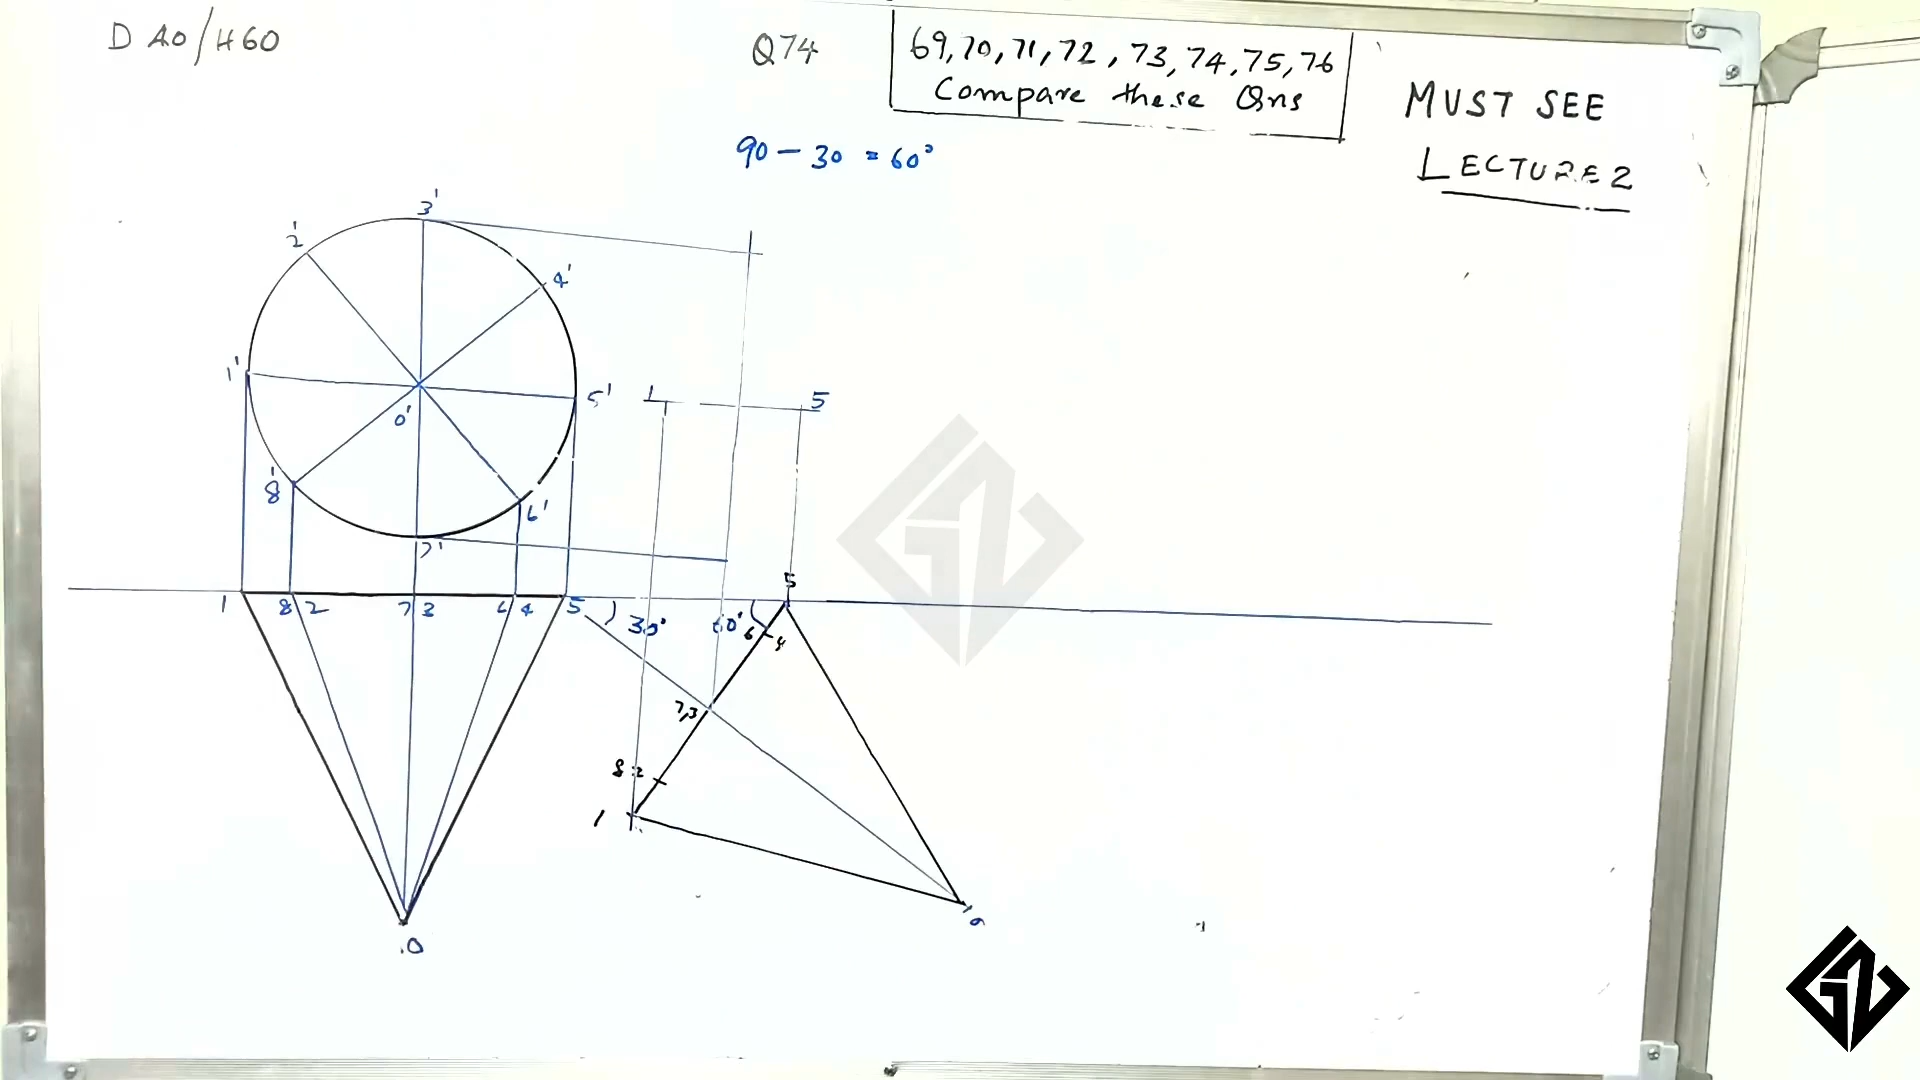 D 40/H60
Q74
69,70,71,72,73,74,75,76
Compare these Qns
MUST SEE
LECTURE 2
90 - 30 = 60°
3'
2'
4'
1'
5'
0'
8'
6'
7'
1 5
1 8 2 7 3 6 4 5
30°
60°
5
6 4
7,3
8 2
1
0
0